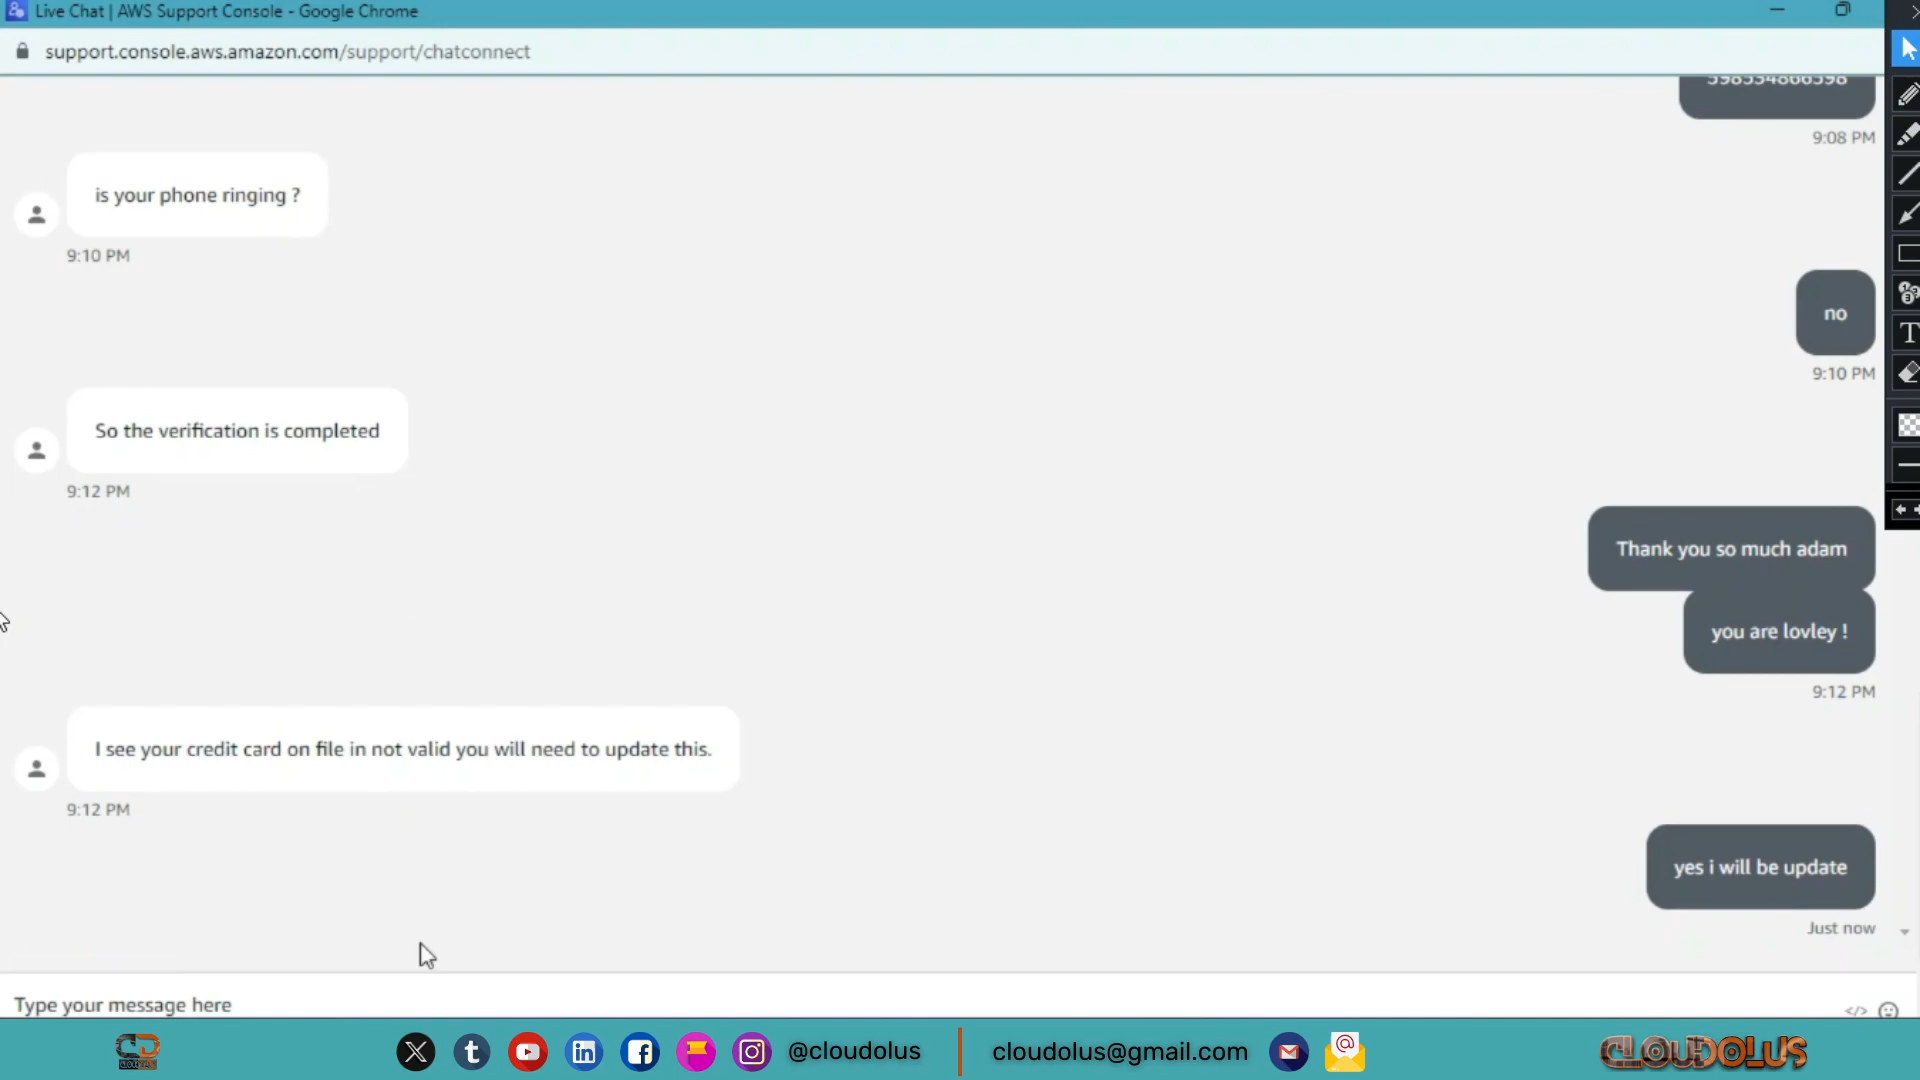 Live Chat | AWS Support Console - Google Chrome
support.console.aws.amazon.com/support/chatconnect
598534866598
9:08 PM
is your phone ringing ?
9:10 PM
no
9:10 PM
So the verification is completed
9:12 PM
Thank you so much adam
you are lovley !
9:12 PM
I see your credit card on file in not valid you will need to update this.
9:12 PM
yes i will be update
Just now
Type your message here
@cloudolus
cloudolus@gmail.com
CLOUDOLUS